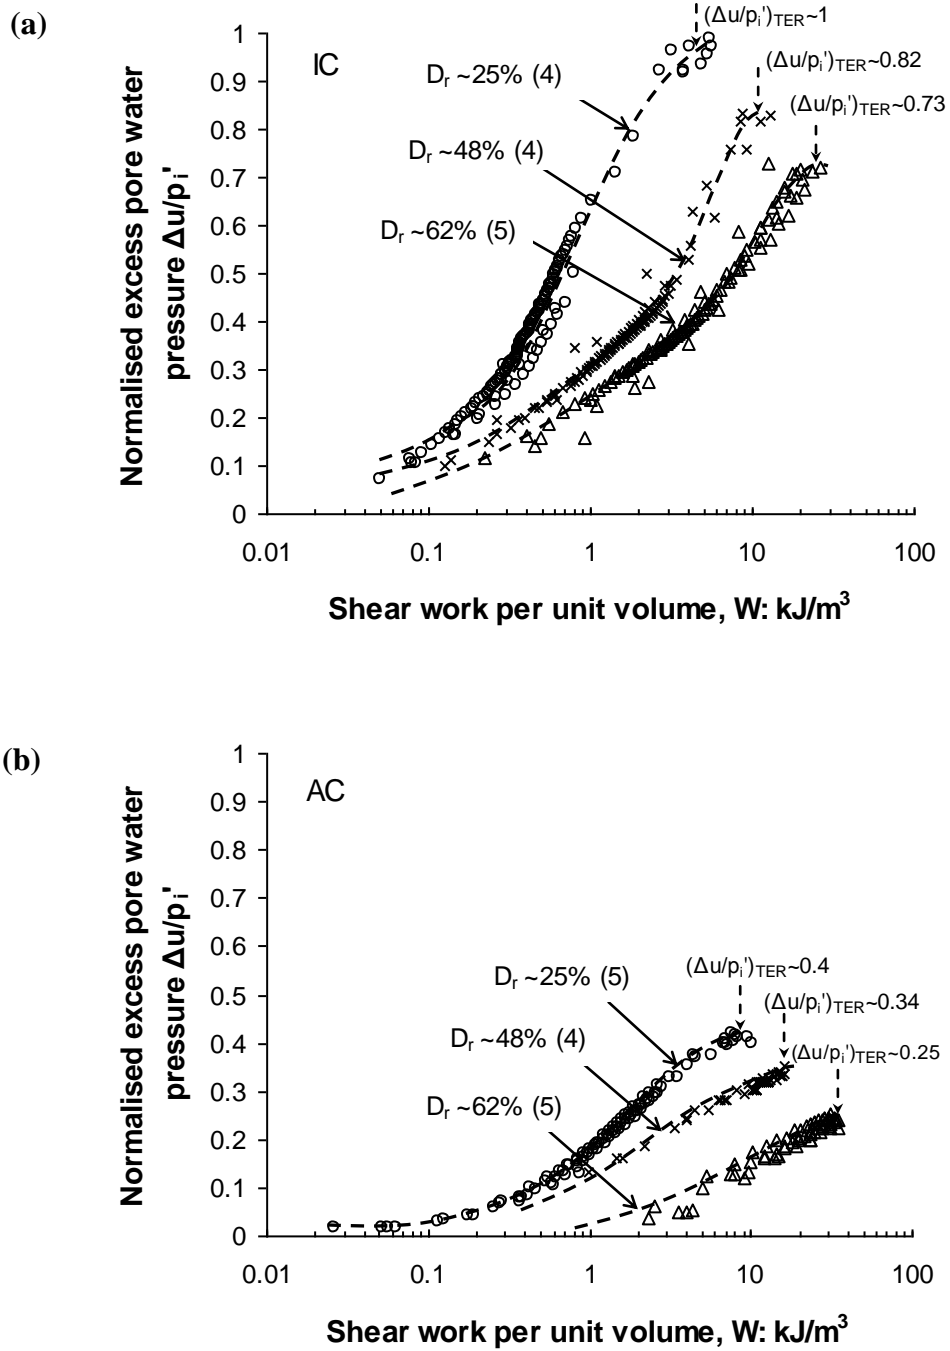 (a)
(Δu/pi')TER~1
IC
Dr ~25% (4)
(Δu/pi')TER~0.82
(Δu/pi')TER~0.73
Dr ~48% (4)
Dr ~62% (5)
Normalised excess pore water
pressure Δu/pi'
1
0.9
0.8
0.7
0.6
0.5
0.4
0.3
0.2
0.1
0
0.01 0.1 1 10 100
Shear work per unit volume, W: kJ/m³
(b)
AC
Normalised excess pore water
pressure Δu/pi'
1
0.9
0.8
0.7
0.6
0.5
0.4
0.3
0.2
0.1
0
Dr ~25% (5)
(Δu/pi')TER~0.4
(Δu/pi')TER~0.34
Dr ~48% (4)
(Δu/pi')TER~0.25
Dr ~62% (5)
0.01 0.1 1 10 100
Shear work per unit volume, W: kJ/m³